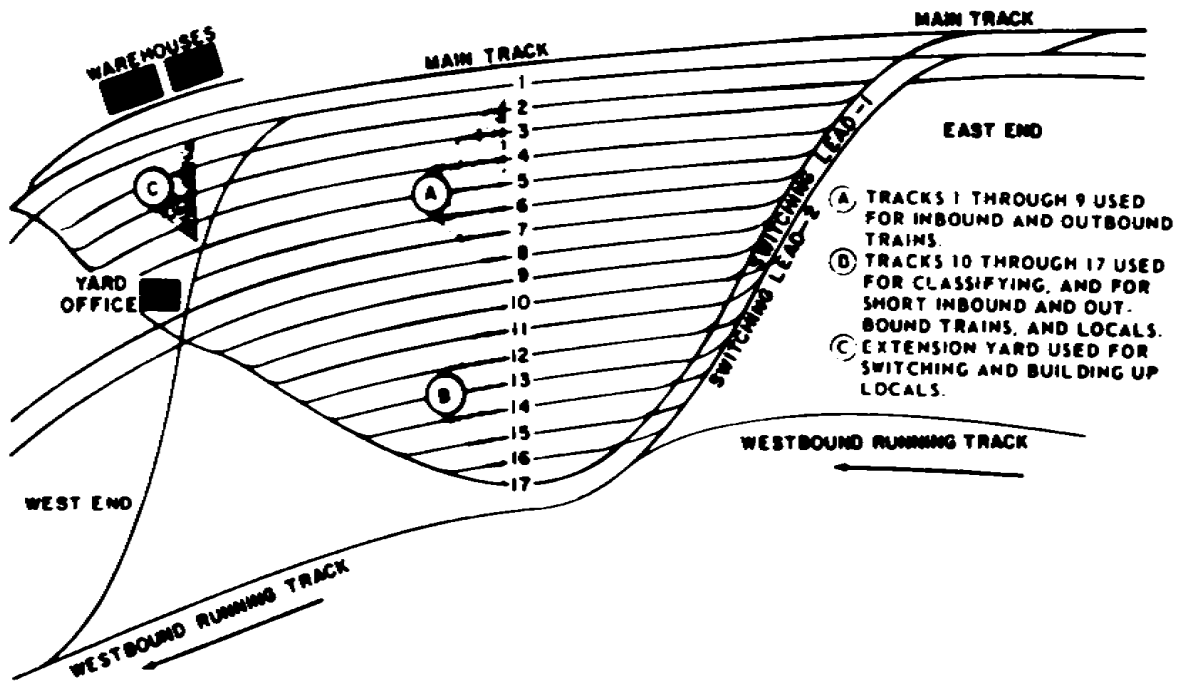 MAIN TRACK
WAREHOUSES
MAIN TRACK
1
2
3
4
5
6
7
8
9
10
11
12
13
14
15
16
17
C
A
B
YARD
OFFICE
SWITCHING LEAD-1
SWITCHING LEAD-2
EAST END
A TRACKS 1 THROUGH 9 USED
FOR INBOUND AND OUTBOUND
TRAINS.
B TRACKS 10 THROUGH 17 USED
FOR CLASSIFYING, AND FOR
SHORT INBOUND AND OUT-
BOUND TRAINS, AND LOCALS.
C EXTENSION YARD USED FOR
SWITCHING AND BUILDING UP
LOCALS.
WESTBOUND RUNNING TRACK
WEST END
WESTBOUND RUNNING TRACK